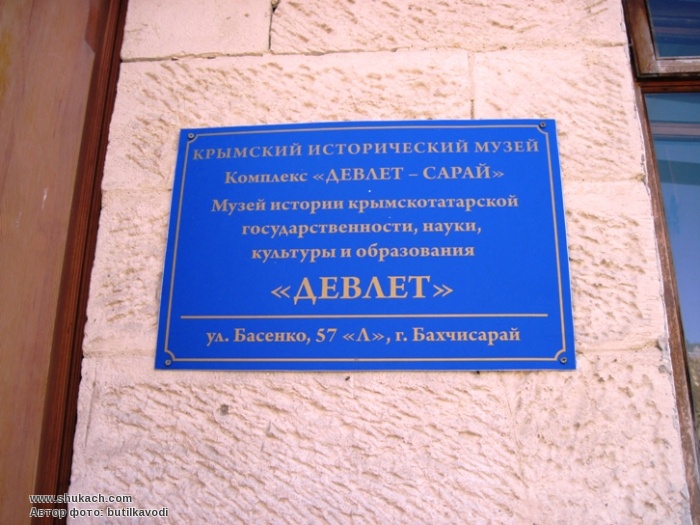 КРЫМСКИЙ ИСТОРИЧЕСКИЙ МУЗЕЙ
Комплекс «ДЕВЛЕТ – САРАЙ»
Музей истории крымскотатарской
государственности, науки,
культуры и образования
«ДЕВЛЕТ»
ул. Басенко, 57 «Л», г. Бахчисарай
www.shukach.com
Автор фото: butilkavodi